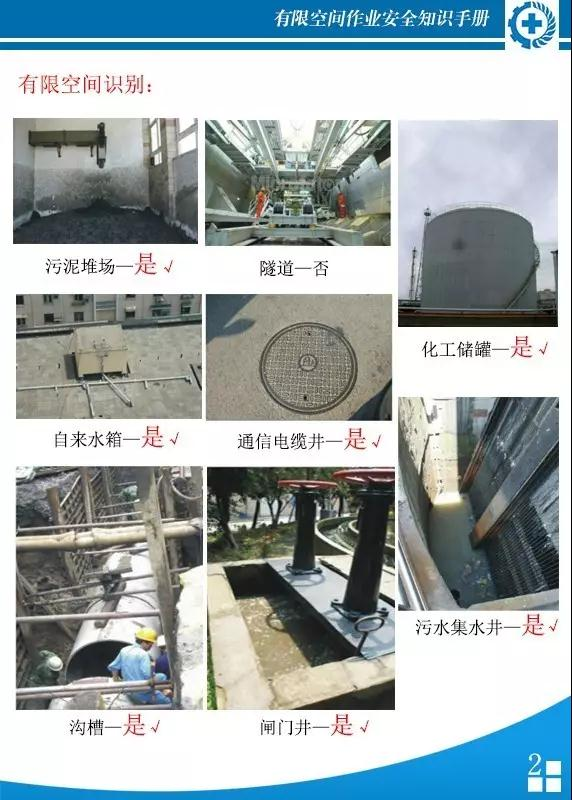 有限空间作业安全知识手册
有限空间识别：
污泥堆场—是√
隧道—否
化工储罐—是√
自来水箱—是√
通信电缆井—是√
污水集水井—是√
沟槽—是√
闸门井—是√
2